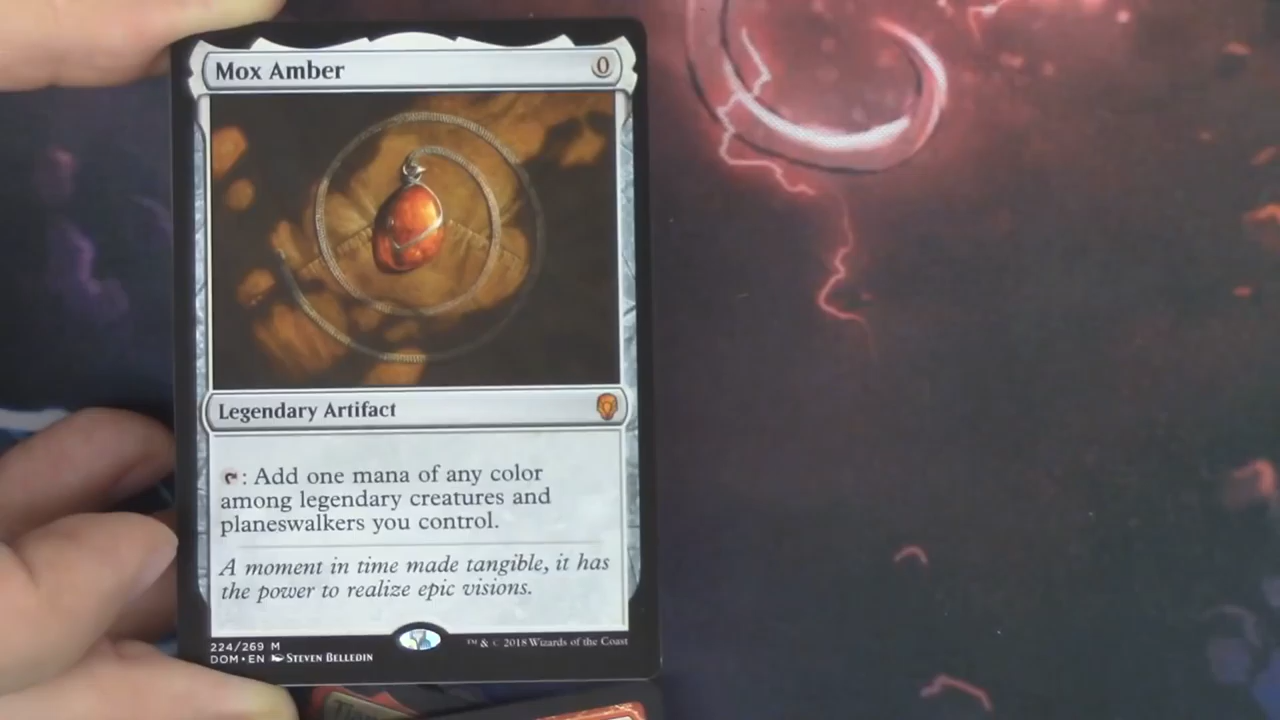 Mox Amber 0
Legendary Artifact
: Add one mana of any color
among legendary creatures and
planeswalkers you control.
A moment in time made tangible, it has
the power to realize epic visions.
224/269 M
™ & © 2018 Wizards of the Coast
DOM • EN Steven Belledin